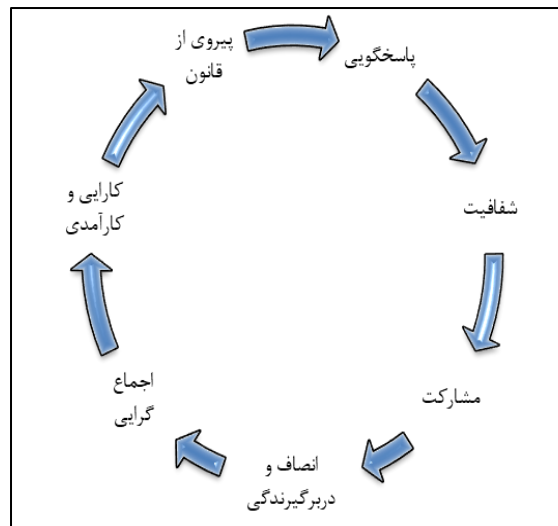 پیروی از
قانون
پاسخگویی
شفافیت
مشارکت
انصاف و
دربرگیرندگی
اجماع
گرایی
کارایی و
کارآمدی